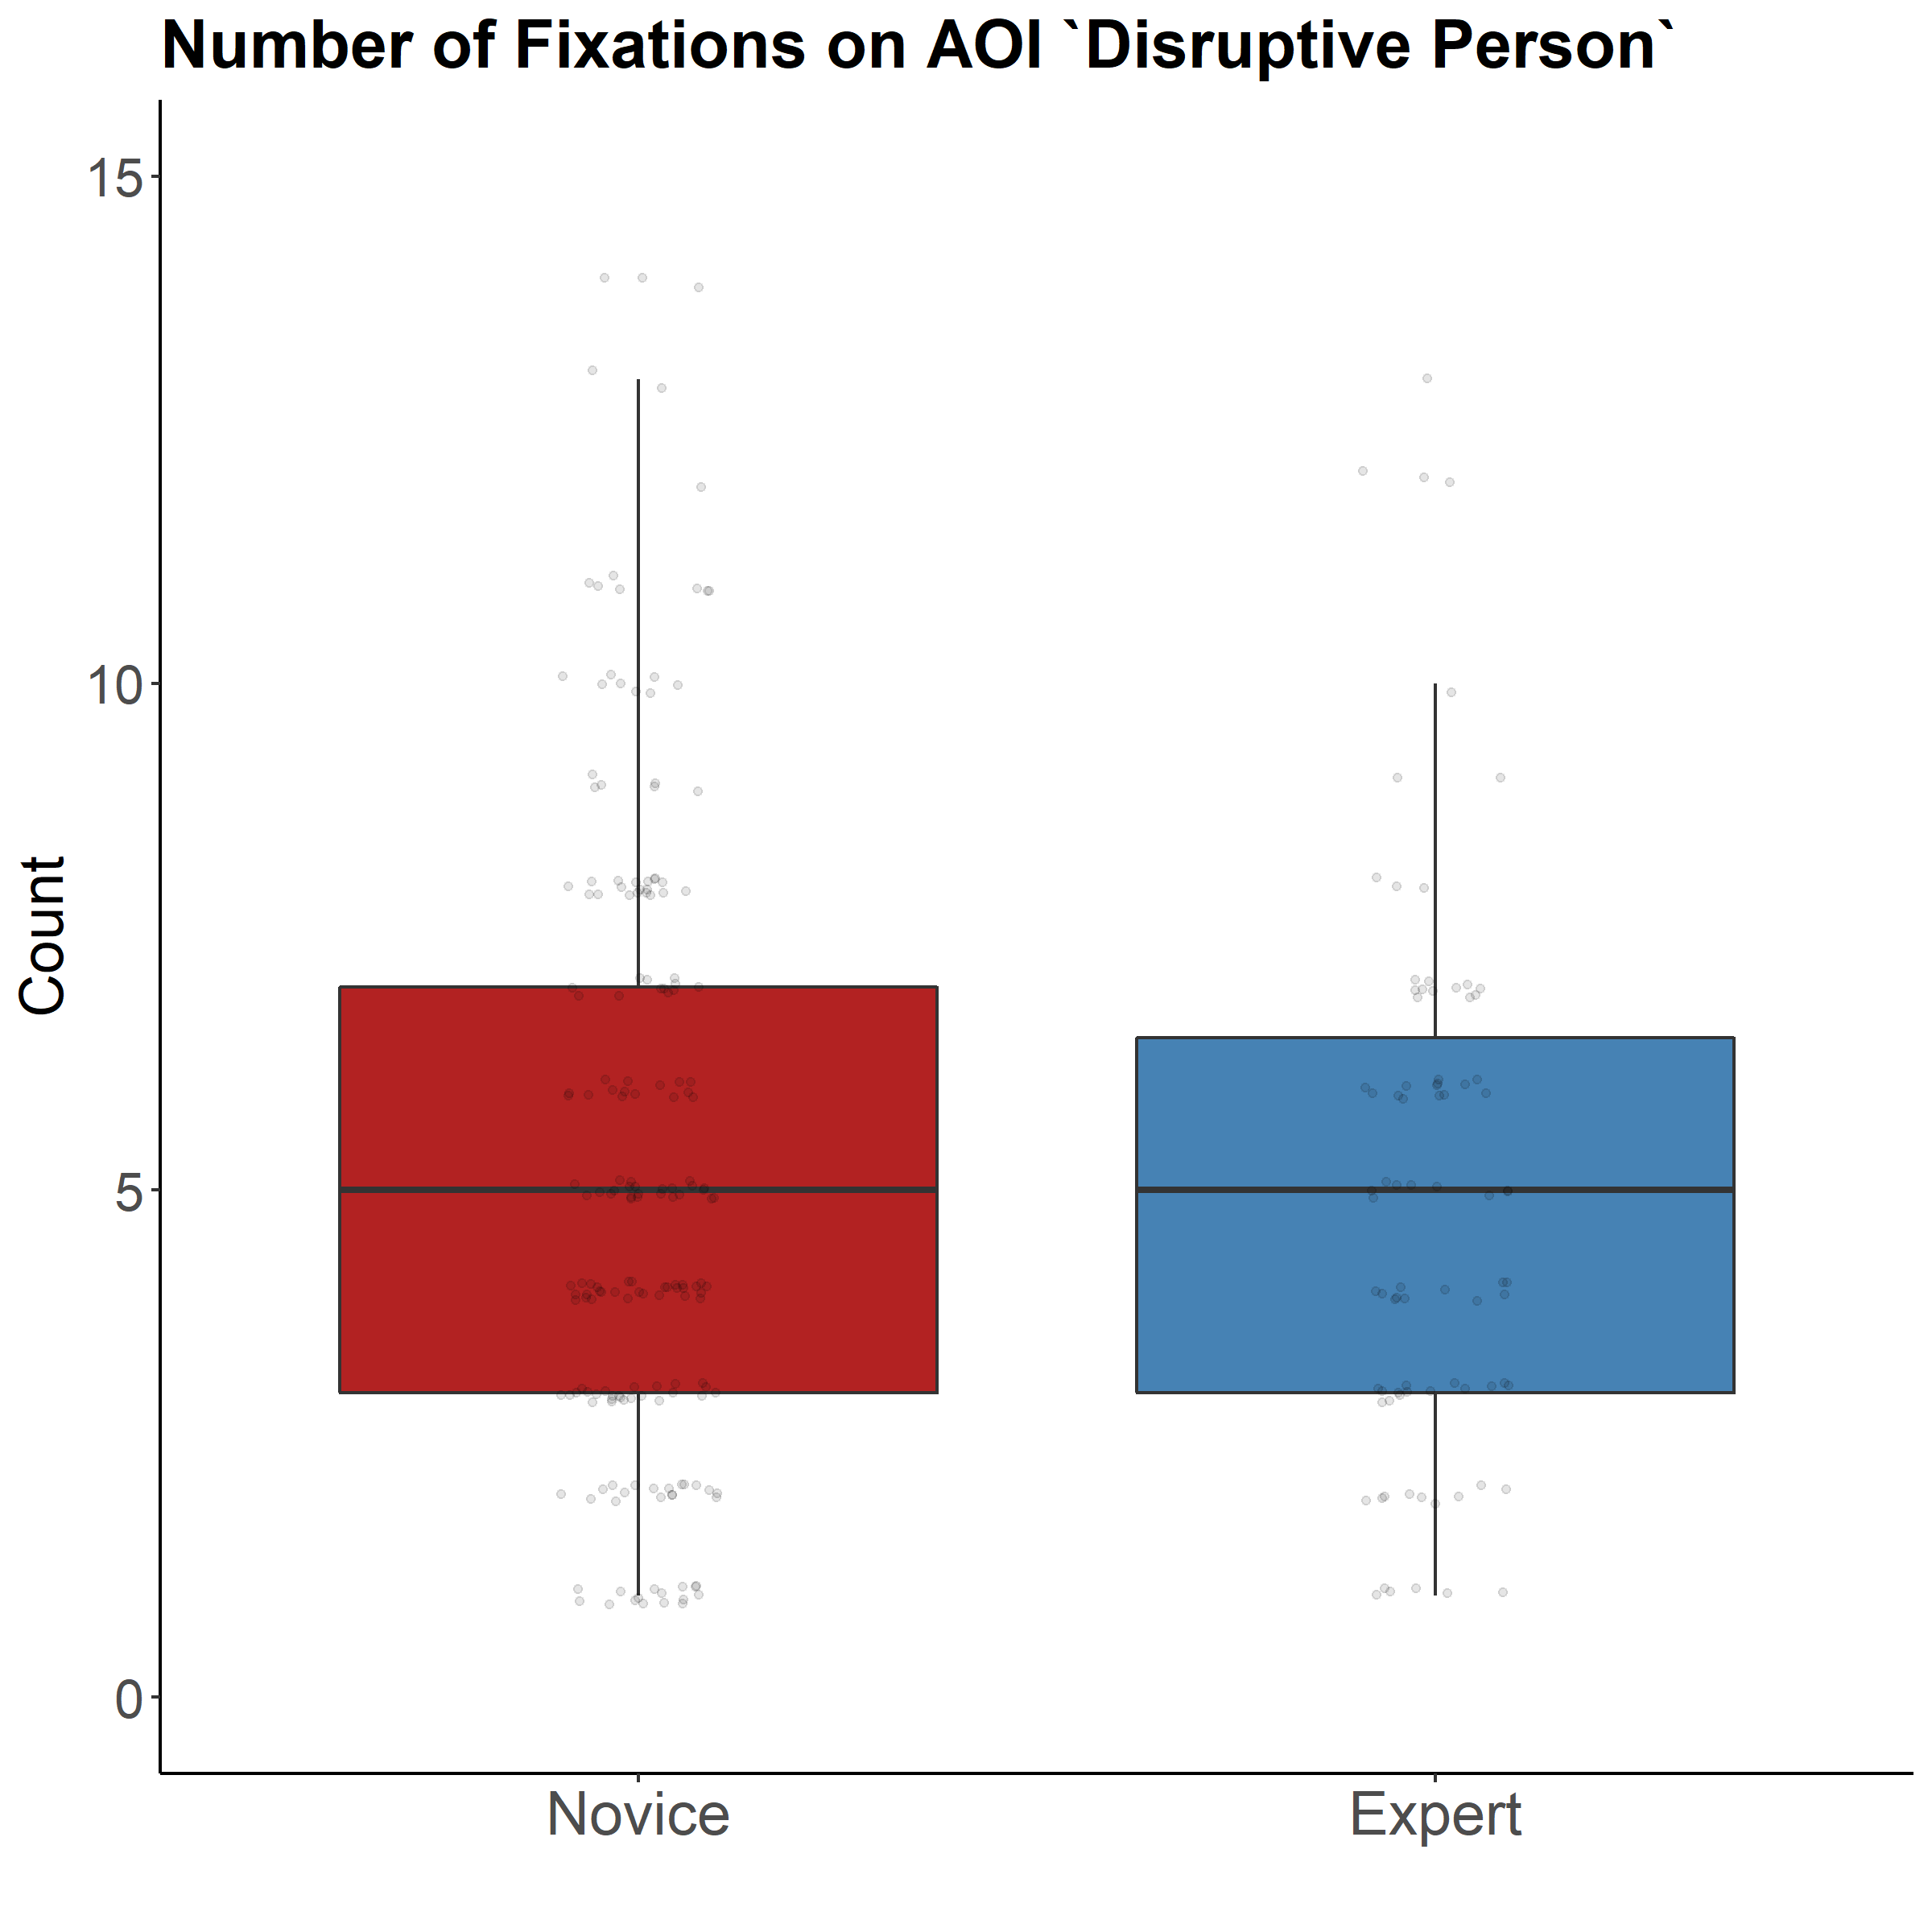 Number of Fixations on AOI `Disruptive Person`
15
10
5
0
Count
Novice
Expert